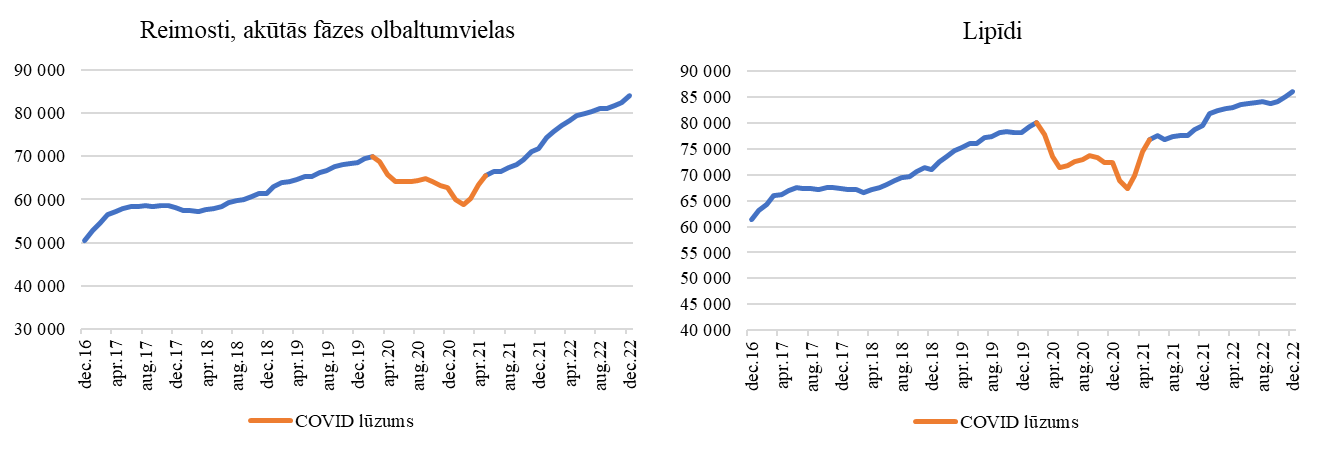 Reimosti, akūtās fāzes olbaltumvielas
90 000
80 000
70 000
60 000
50 000
40 000
30 000
dec.16
apr.17
aug.17
dec.17
apr.18
aug.18
dec.18
apr.19
aug.19
dec.19
apr.20
aug.20
dec.20
apr.21
aug.21
dec.21
apr.22
aug.22
dec.22
COVID lūzums
Lipīdi
90 000
85 000
80 000
75 000
70 000
65 000
60 000
55 000
50 000
45 000
40 000
dec.16
apr.17
aug.17
dec.17
apr.18
aug.18
dec.18
apr.19
aug.19
dec.19
apr.20
aug.20
dec.20
apr.21
aug.21
dec.21
apr.22
aug.22
dec.22
COVID lūzums